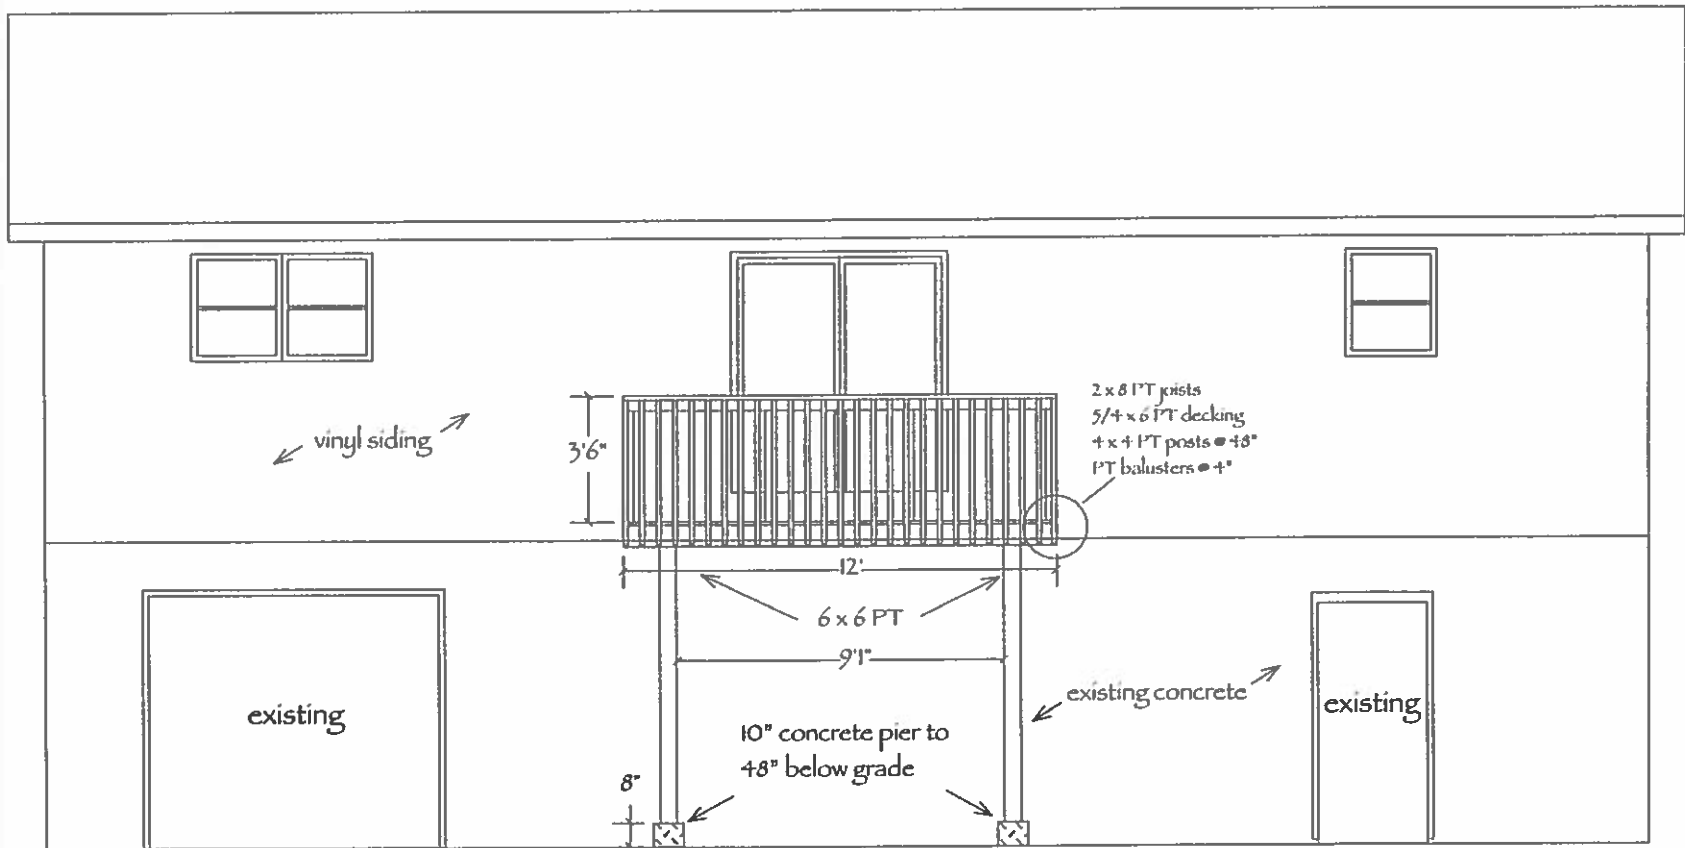 2 x 8 PT joists
5/4 x 6 PT decking
4 x 4 PT posts @ 48"
PT balusters @ 4"
vinyl siding
3'6"
12'
6 x 6 PT
9'1"
existing concrete
existing
existing
10" concrete pier to
48" below grade
8"